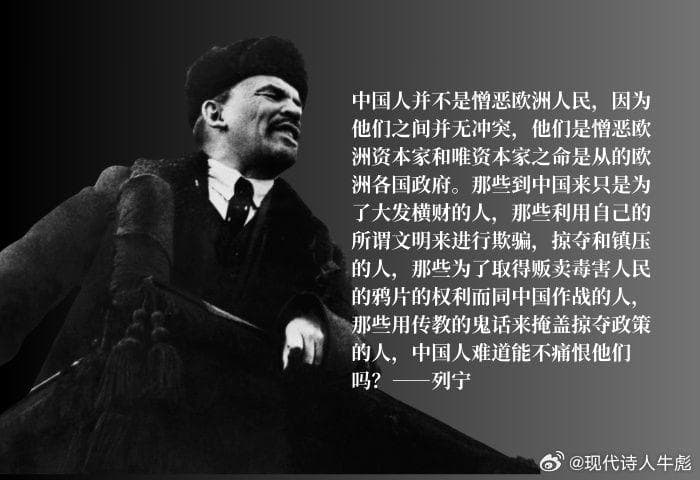 中国人并不是憎恶欧洲人民，因为
他们之间并无冲突，他们是憎恶欧
洲资本家和唯资本家之命是从的欧
洲各国政府。那些到中国来只是为
了大发横财的人，那些利用自己的
所谓文明来进行欺骗，掠夺和镇压
的人，那些为了取得贩卖毒害人民
的鸦片的权利而同中国作战的人，
那些用传教的鬼话来掩盖掠夺政策
的人，中国人难道能不痛恨他们
吗？——列宁
@现代诗人牛彪